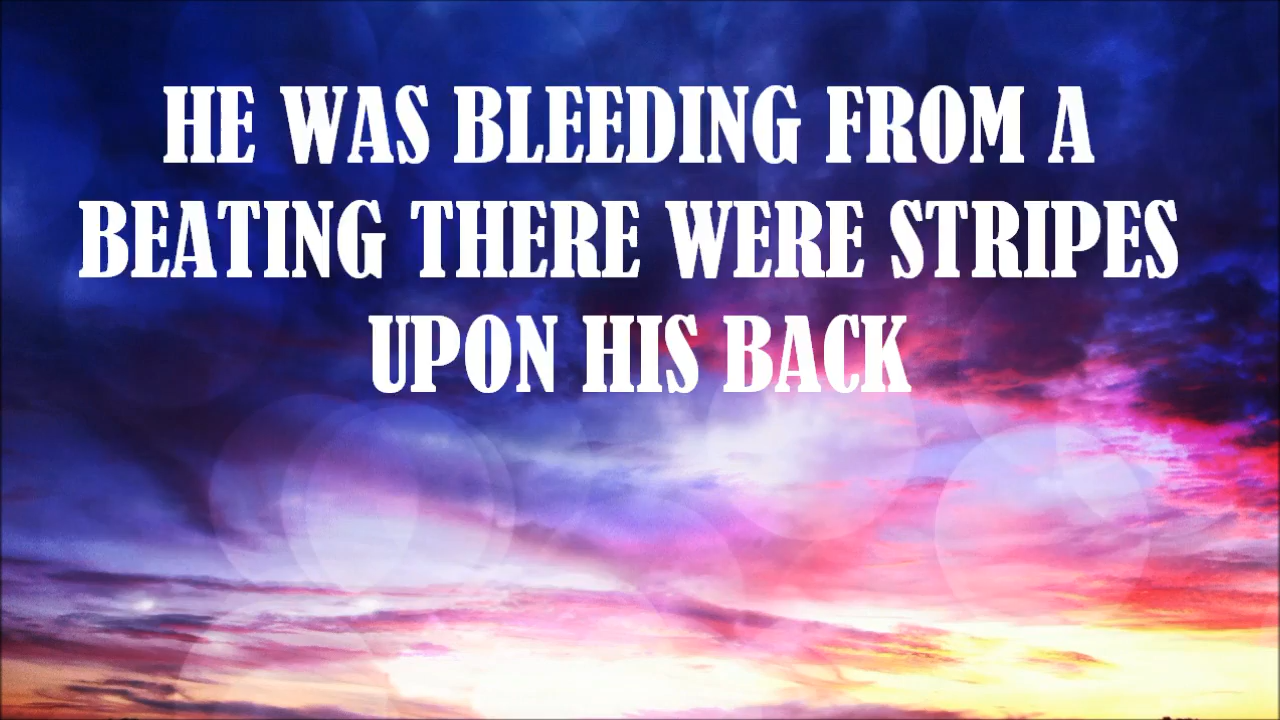 HE WAS BLEEDING FROM A
BEATING THERE WERE STRIPES
UPON HIS BACK